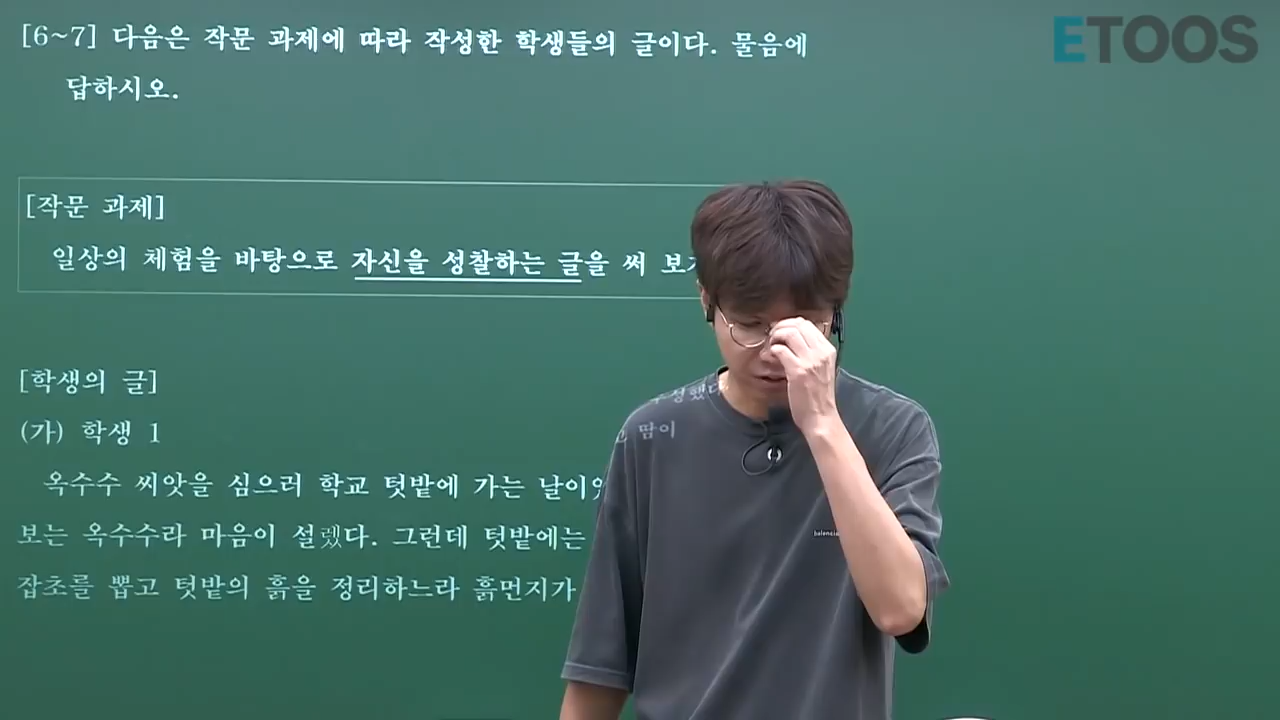 [6~7] 다음은 작문 과제에 따라 작성한 학생들의 글이다. 물음에
답하시오.
ETOOS
[작문 과제]
일상의 체험을 바탕으로 자신을 성찰하는 글을 써
[학생의 글]
(가) 학생 1
옥수수 씨앗을 심으러 학교 텃밭에 가는 날이
보는 옥수수라 마음이 설렜다. 그런데 텃밭에는
잡초를 뽑고 텃밭의 흙을 정리하느라 흙먼지가
땀이